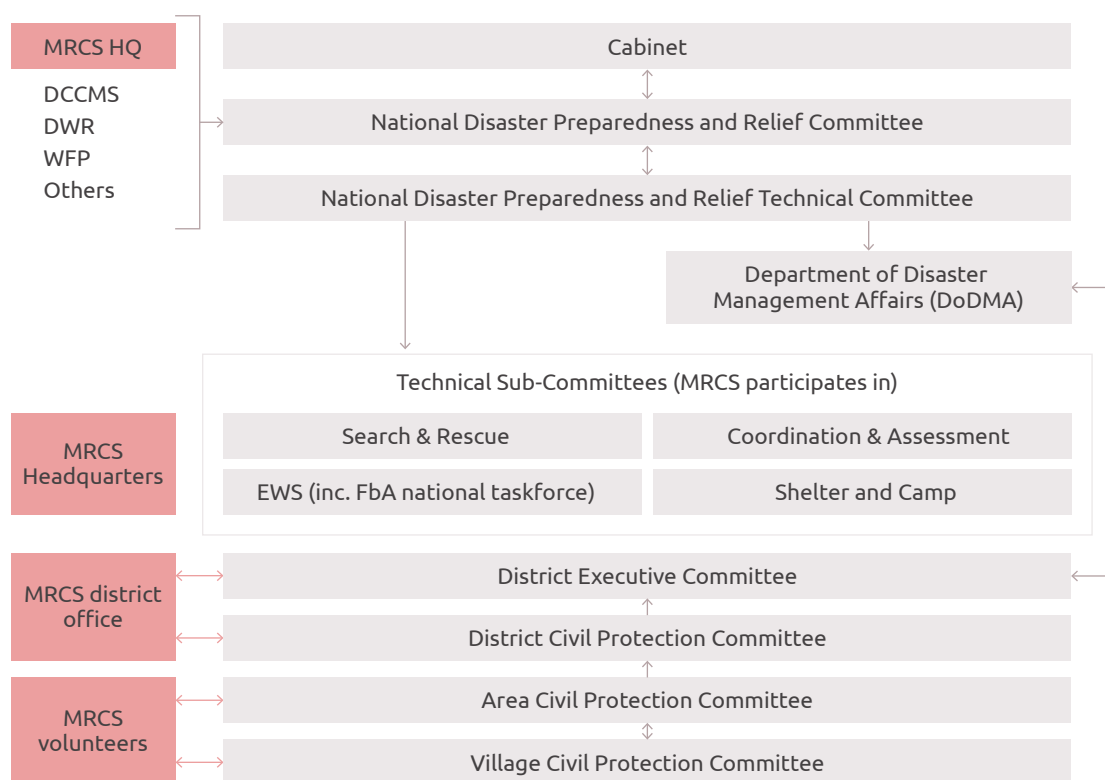 MRCS HQ
DCCMS
DWR
WFP
Others
Cabinet
National Disaster Preparedness and Relief Committee
National Disaster Preparedness and Relief Technical Committee
Department of Disaster
Management Affairs (DoDMA)
Technical Sub-Committees (MRCS participates in)
MRCS
Headquarters
Search & Rescue
Coordination & Assessment
EWS (inc. FbA national taskforce)
Shelter and Camp
MRCS district
office
District Executive Committee
District Civil Protection Committee
MRCS
volunteers
Area Civil Protection Committee
Village Civil Protection Committee